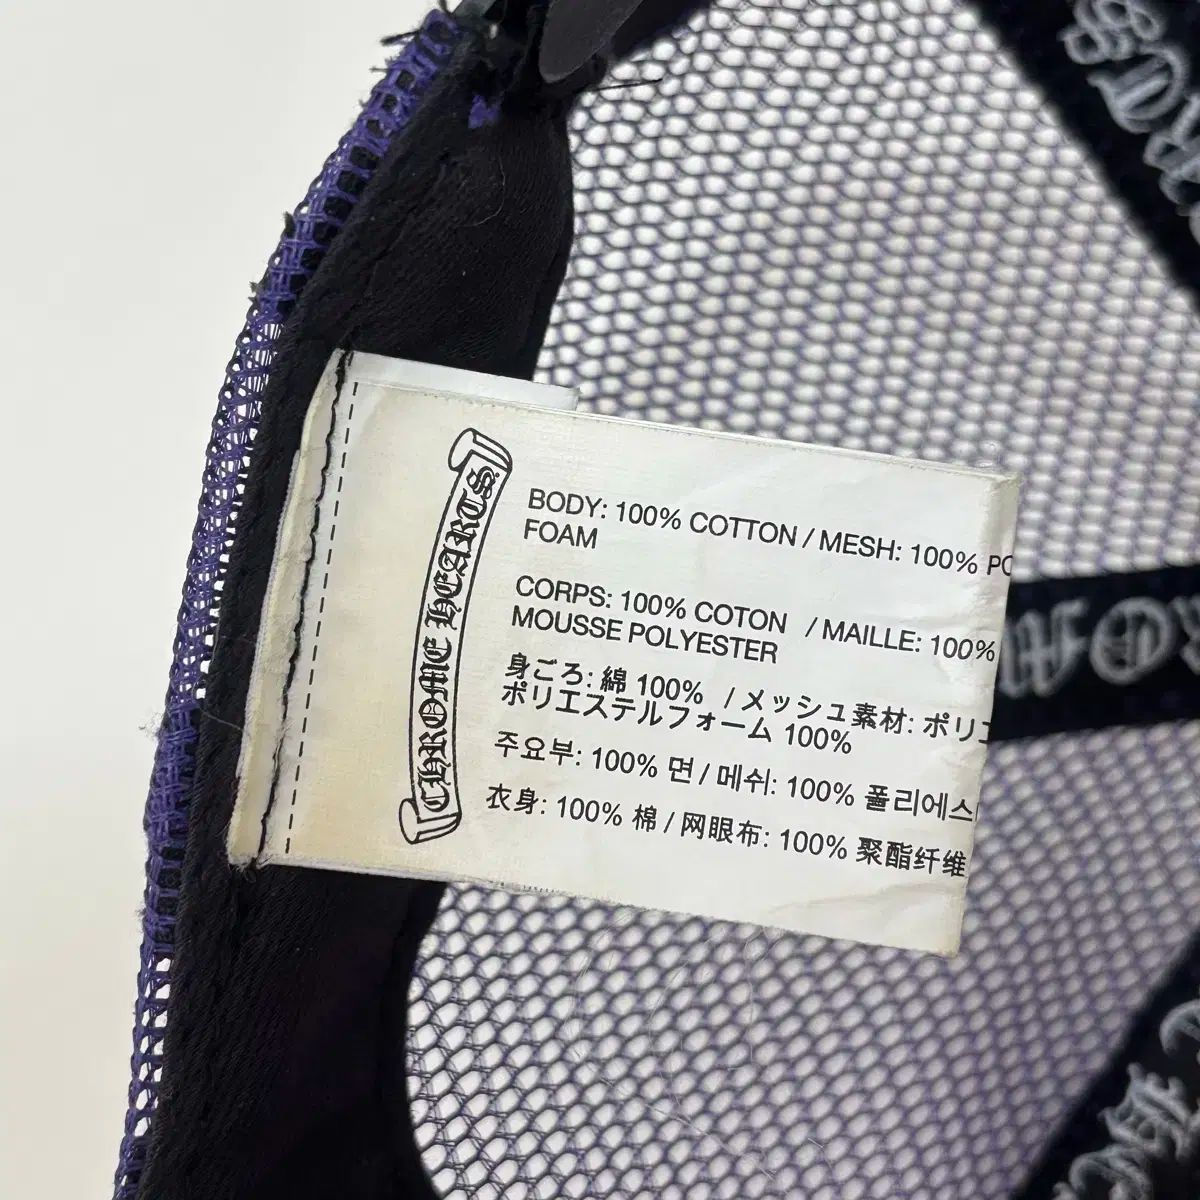 CHROME HEARTS
BODY: 100% COTTON / MESH: 100% PO
FOAM
CORPS: 100% COTON / MAILLE: 100%
MOUSSE POLYESTER
身ごろ: 綿 100% / メッシュ素材: ポリエ
ポリエステルフォーム 100%
주요부: 100% 면 / 메쉬: 100% 폴리에스
衣身: 100% 棉 / 网眼布: 100% 聚酯纤维